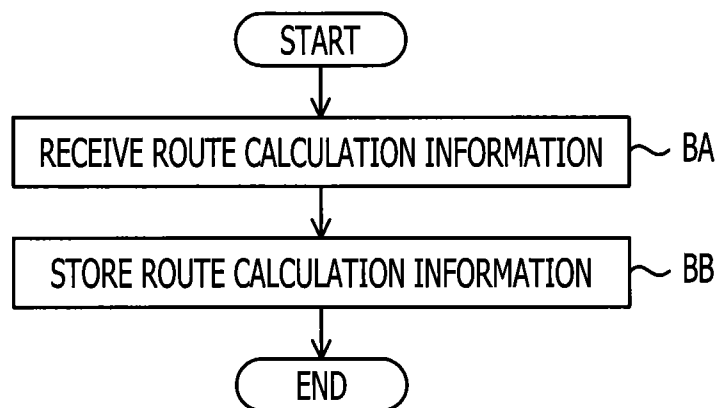 START
RECEIVE ROUTE CALCULATION INFORMATION
BA
STORE ROUTE CALCULATION INFORMATION
BB
END